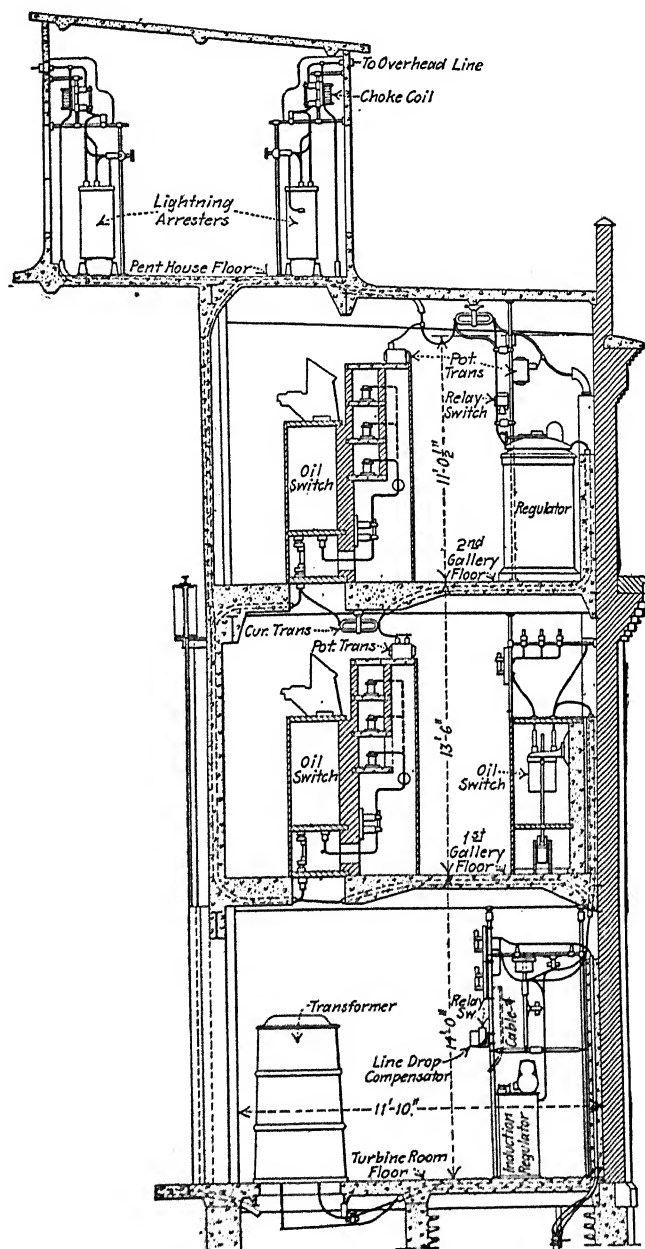 To Overhead Line
Choke Coil
Lightning
Arresters
Pent House Floor
Pot.
Trans
Relay
Switch
11'-0½"
Oil
Switch
Regulator
2nd
Gallery
Floor
Cur. Trans
Pot. Trans
13'-6"
Oil
Switch
Oil
Switch
1st
Gallery
Floor
Transformer
Relay
Sw.
Cable
14'-0"
Line Drop
Compensator
11'-10"
Induction
Regulator
Turbine Room
Floor